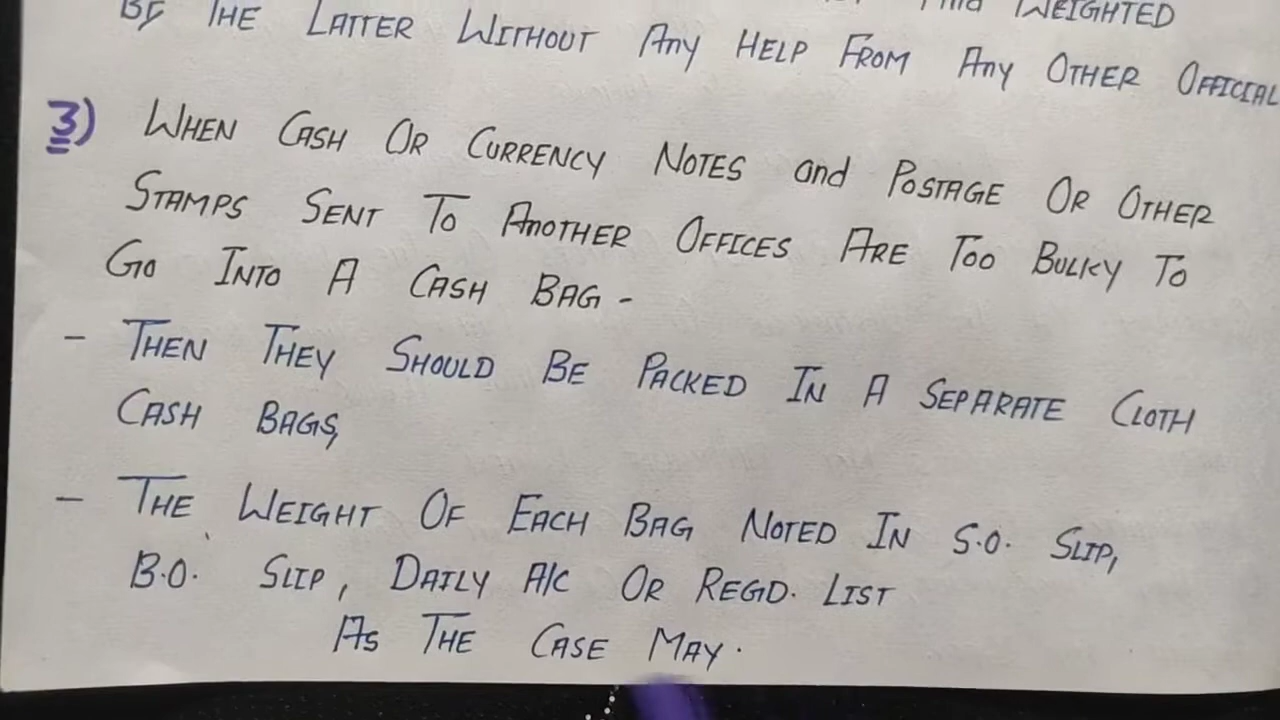 By The Latter Without Any Help From Any Other Official
3) When Cash Or Currency Notes and Postage Or Other
Stamps Sent To Another Offices Are Too Bulky To
Go Into A Cash Bag -
- Then They Should Be Packed In A Separate Cloth
Cash Bags,
- The Weight Of Each Bag Noted In S.O. Slip,
B.O. Slip, Daily A/C Or Regd. List
As The Case May.